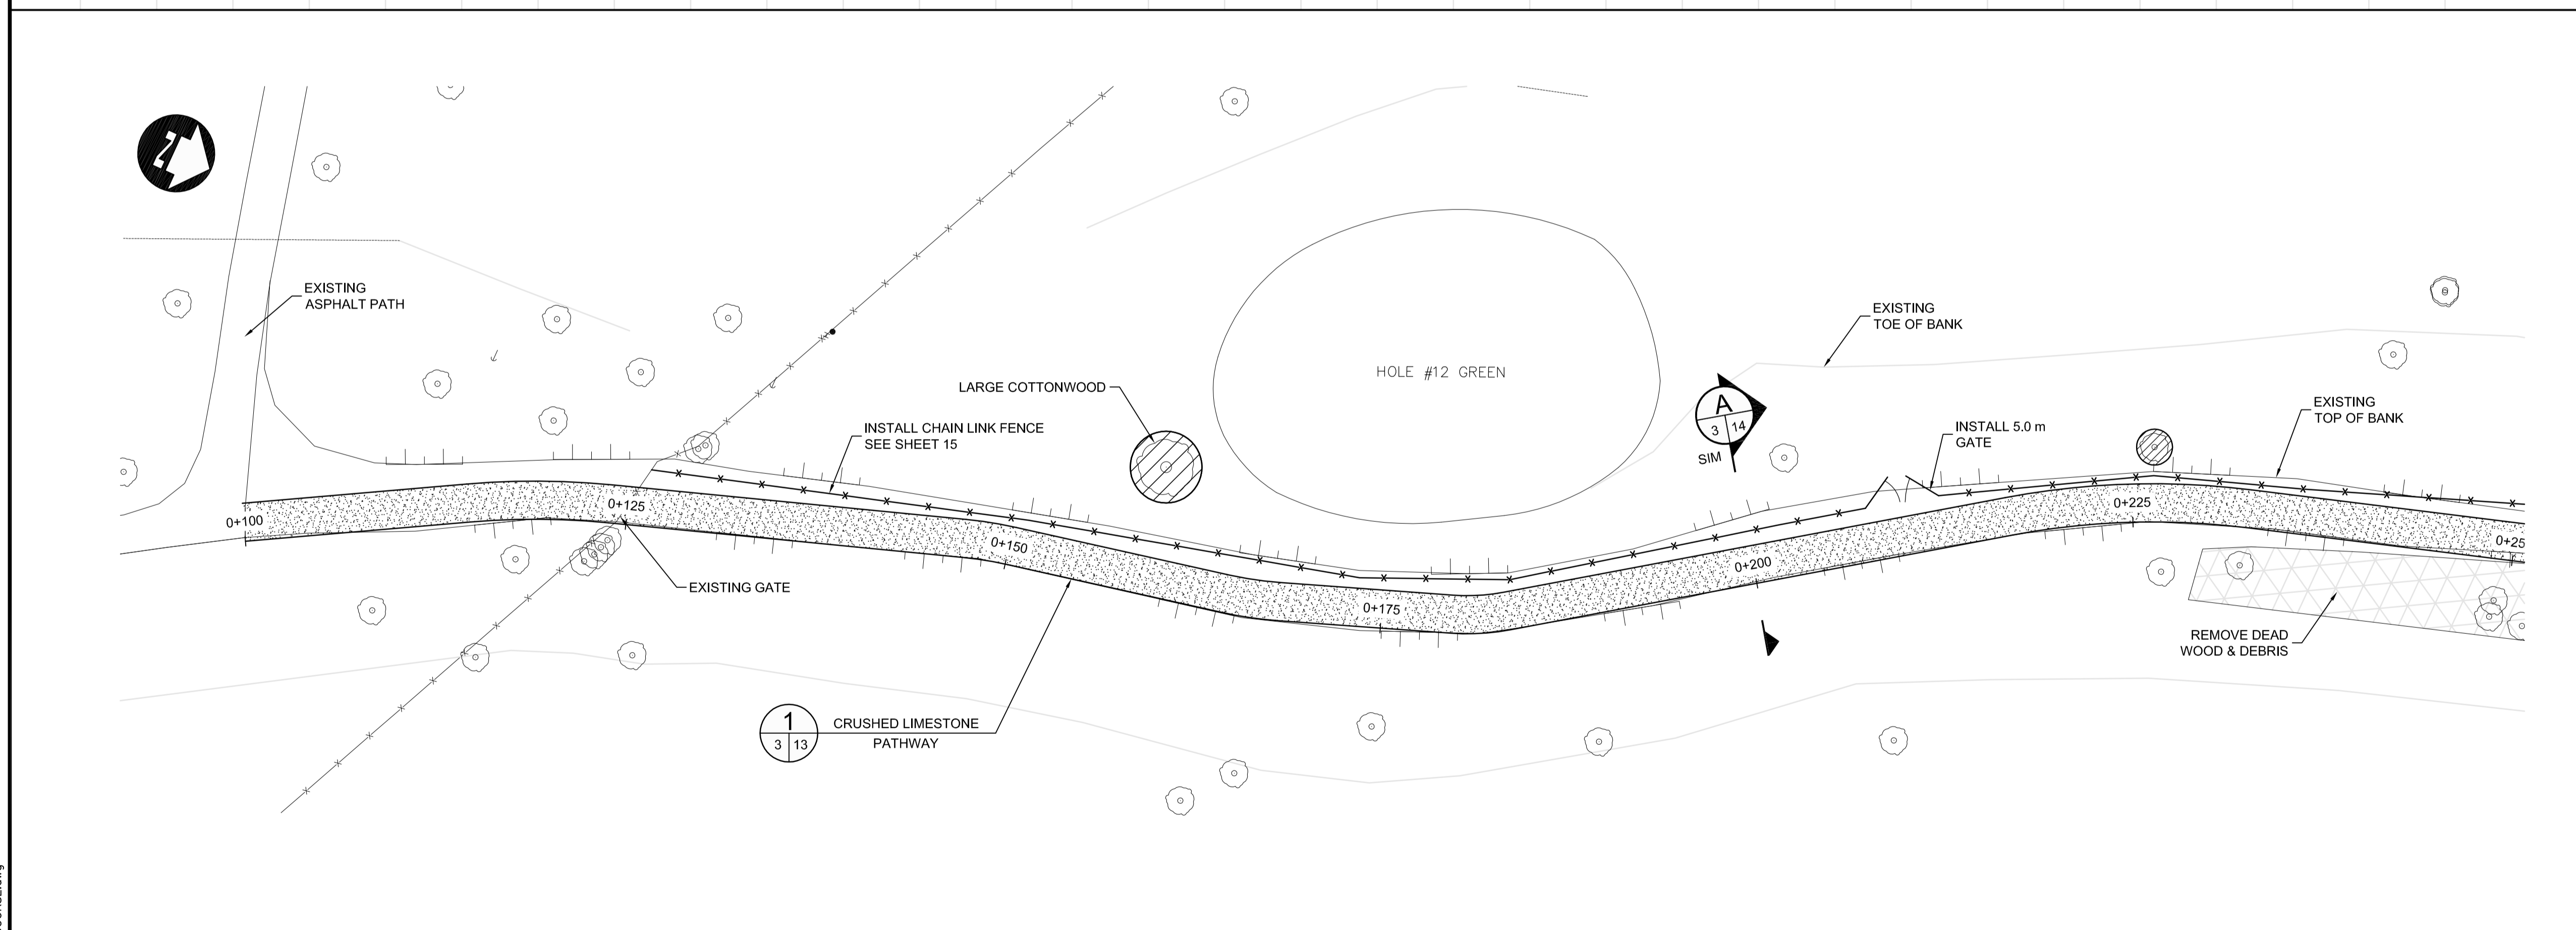 N
EXISTING
ASPHALT PATH
0+100
0+125
INSTALL CHAIN LINK FENCE
SEE SHEET 15
EXISTING GATE
LARGE COTTONWOOD
0+150
1
3 13
CRUSHED LIMESTONE
PATHWAY
HOLE #12 GREEN
0+175
A
3 14
SIM
0+200
EXISTING
TOE OF BANK
INSTALL 5.0 m
GATE
0+225
EXISTING
TOP OF BANK
REMOVE DEAD
WOOD & DEBRIS
0+25